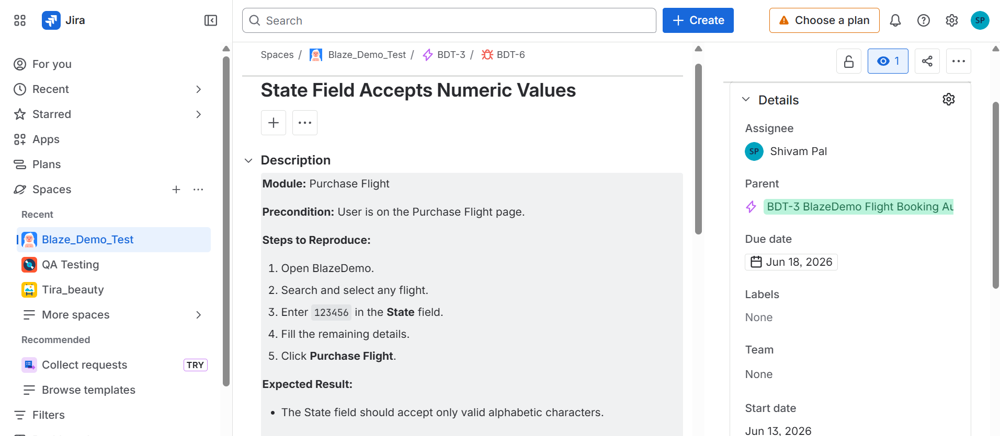 Jira
Search
Create
Choose a plan
SP
For you
Recent
Starred
Apps
Plans
Spaces
Recent
Blaze_Demo_Test
QA Testing
Tira_beauty
More spaces
Recommended
Collect requests
TRY
Browse templates
Filters
Spaces / Blaze_Demo_Test / BDT-3 / BDT-6
State Field Accepts Numeric Values
Description
Module: Purchase Flight
Precondition: User is on the Purchase Flight page.
Steps to Reproduce:
1. Open BlazeDemo.
2. Search and select any flight.
3. Enter 123456 in the State field.
4. Fill the remaining details.
5. Click Purchase Flight.
Expected Result:
• The State field should accept only valid alphabetic characters.
1
Details
Assignee
SP Shivam Pal
Parent
BDT-3 BlazeDemo Flight Booking Au
Due date
Jun 18, 2026
Labels
None
Team
None
Start date
Jun 13, 2026